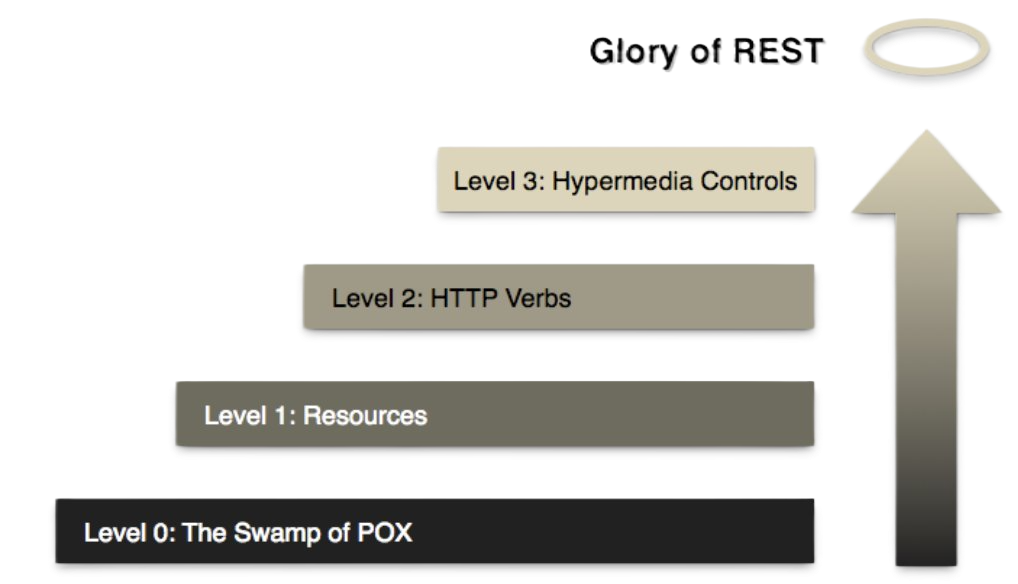 Glory of REST
Level 3: Hypermedia Controls
Level 2: HTTP Verbs
Level 1: Resources
Level 0: The Swamp of POX